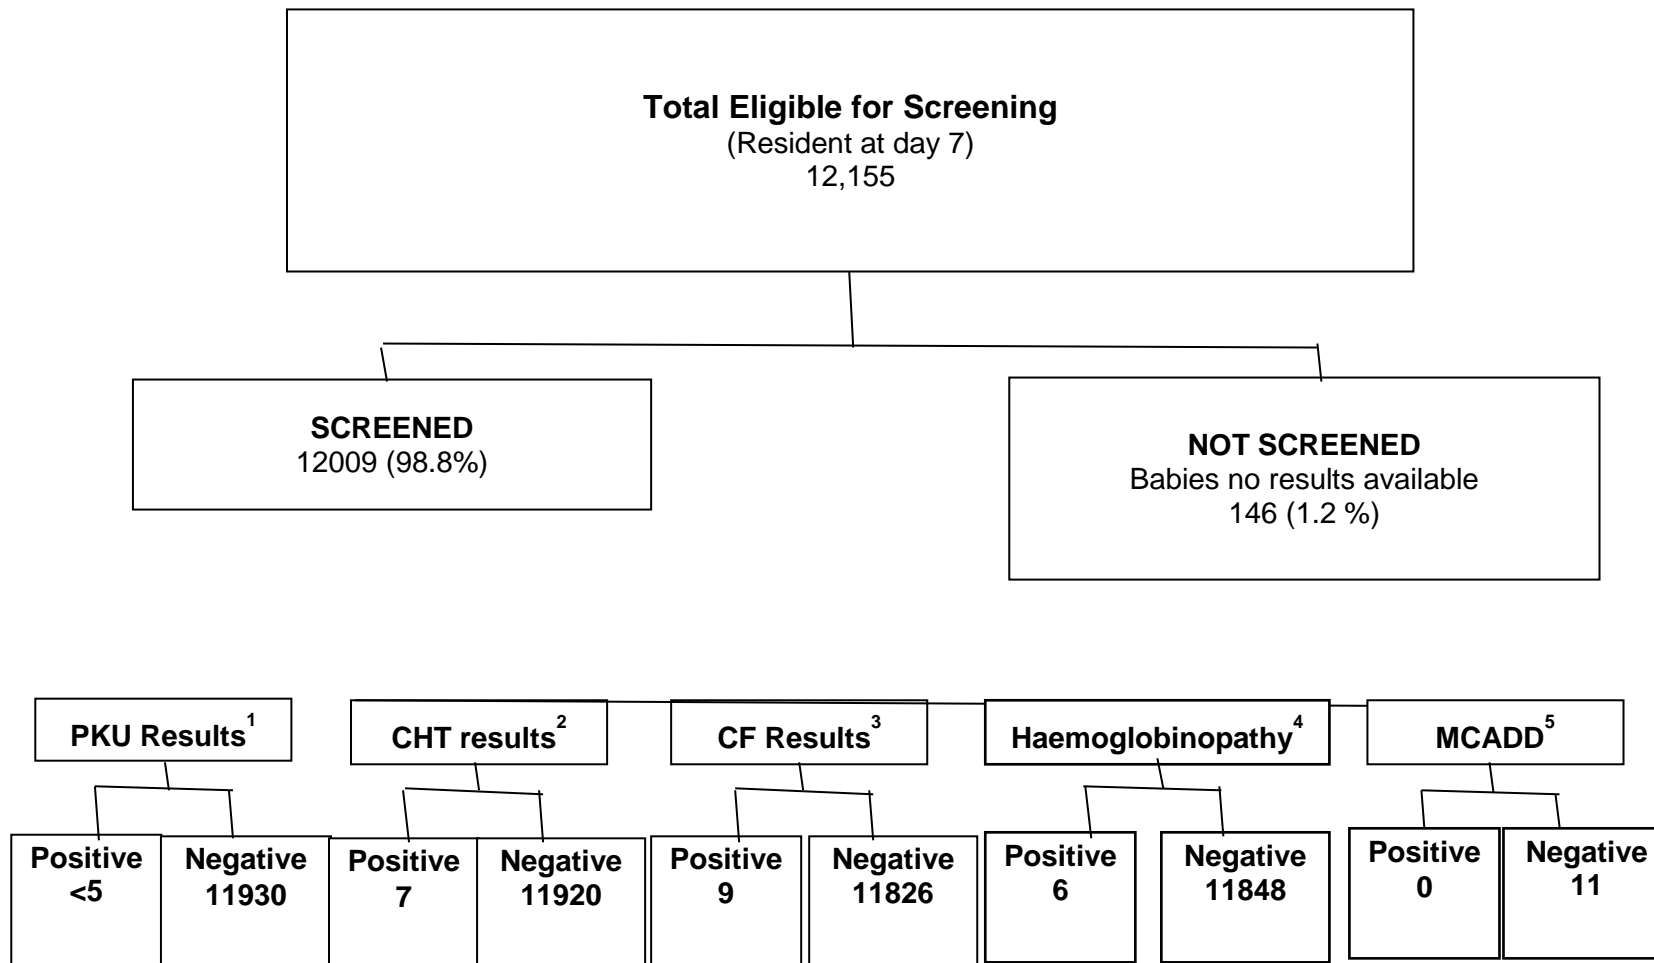 Total Eligible for Screening
(Resident at day 7)
12,155
SCREENED
12009 (98.8%)
NOT SCREENED
Babies no results available
146 (1.2 %)
PKU Results1
CHT results2
CF Results3
Haemoglobinopathy4
MCADD5
Positive
<5
Negative
11930
Positive
7
Negative
11920
Positive
9
Negative
11826
Positive
6
Negative
11848
Positive
0
Negative
11